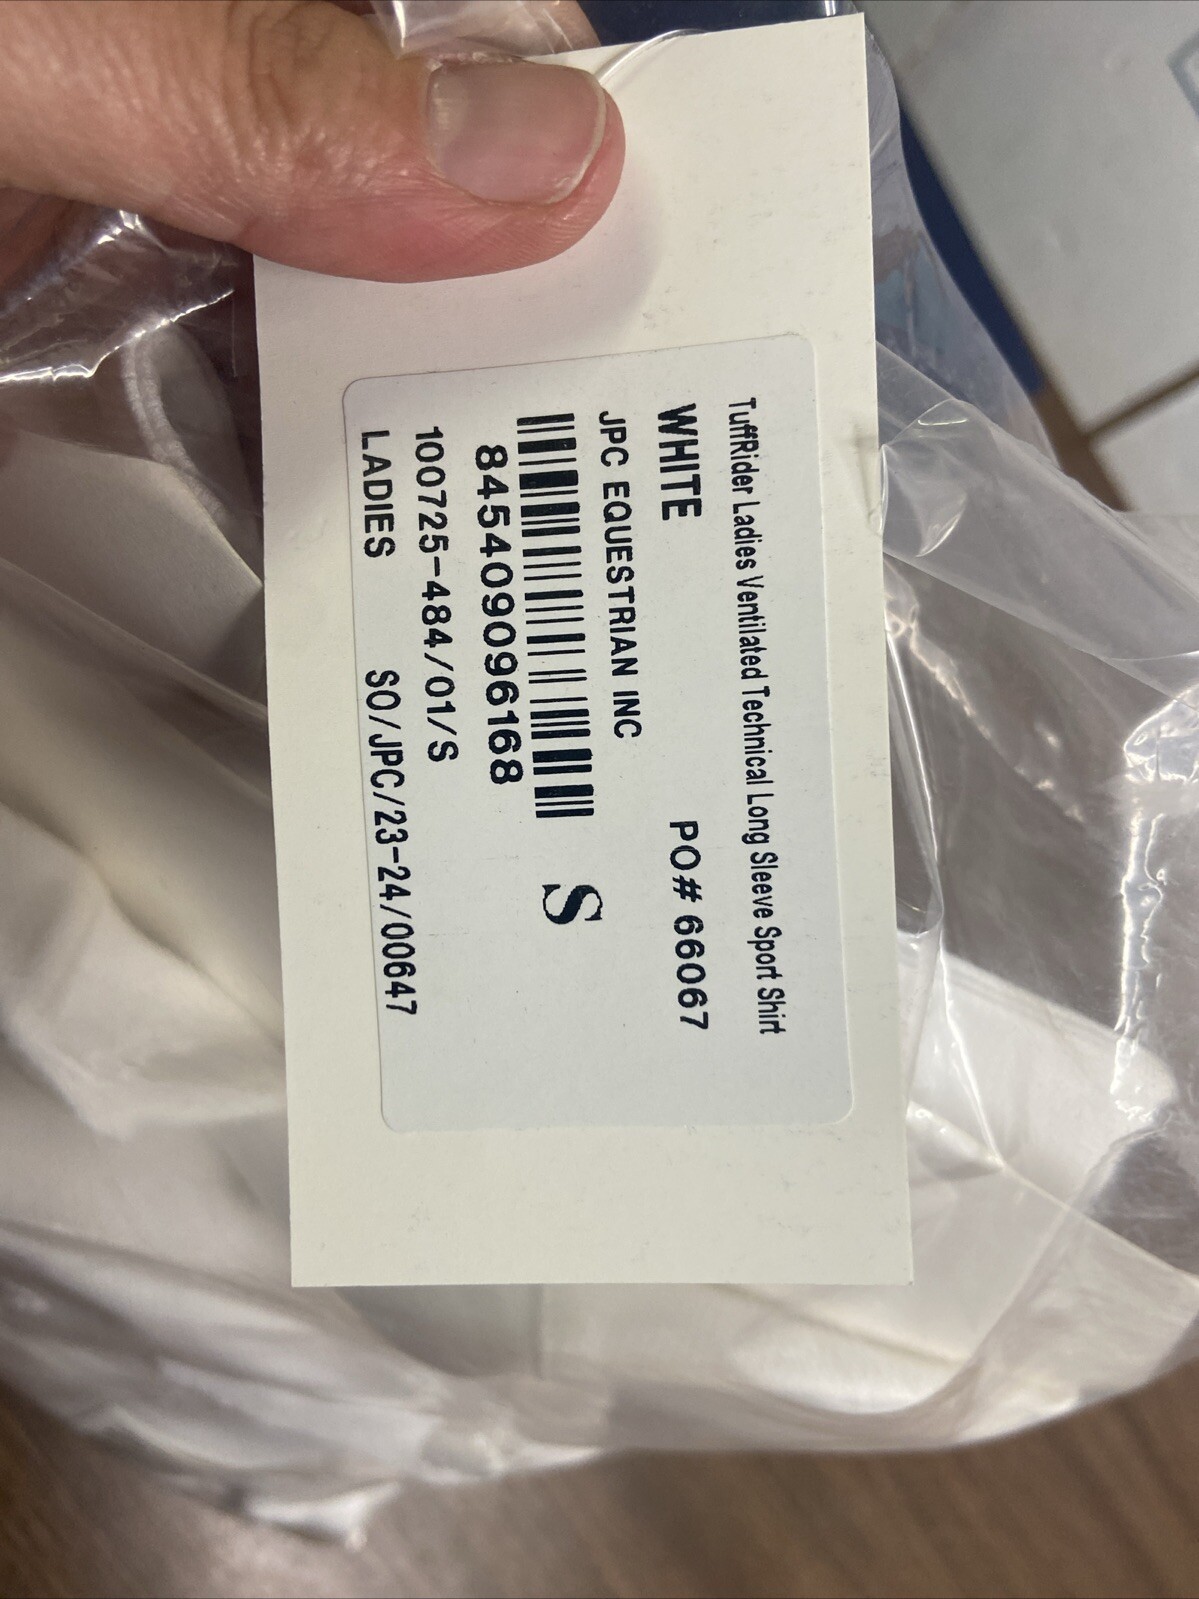 TuffRider Ladies Ventilated Technical Long Sleeve Sport Shirt
WHITE PO# 66067
JPC EQUESTRIAN INC
S
845409096168
100725-484/01/S
LADIES SO/JPC/23-24/00647